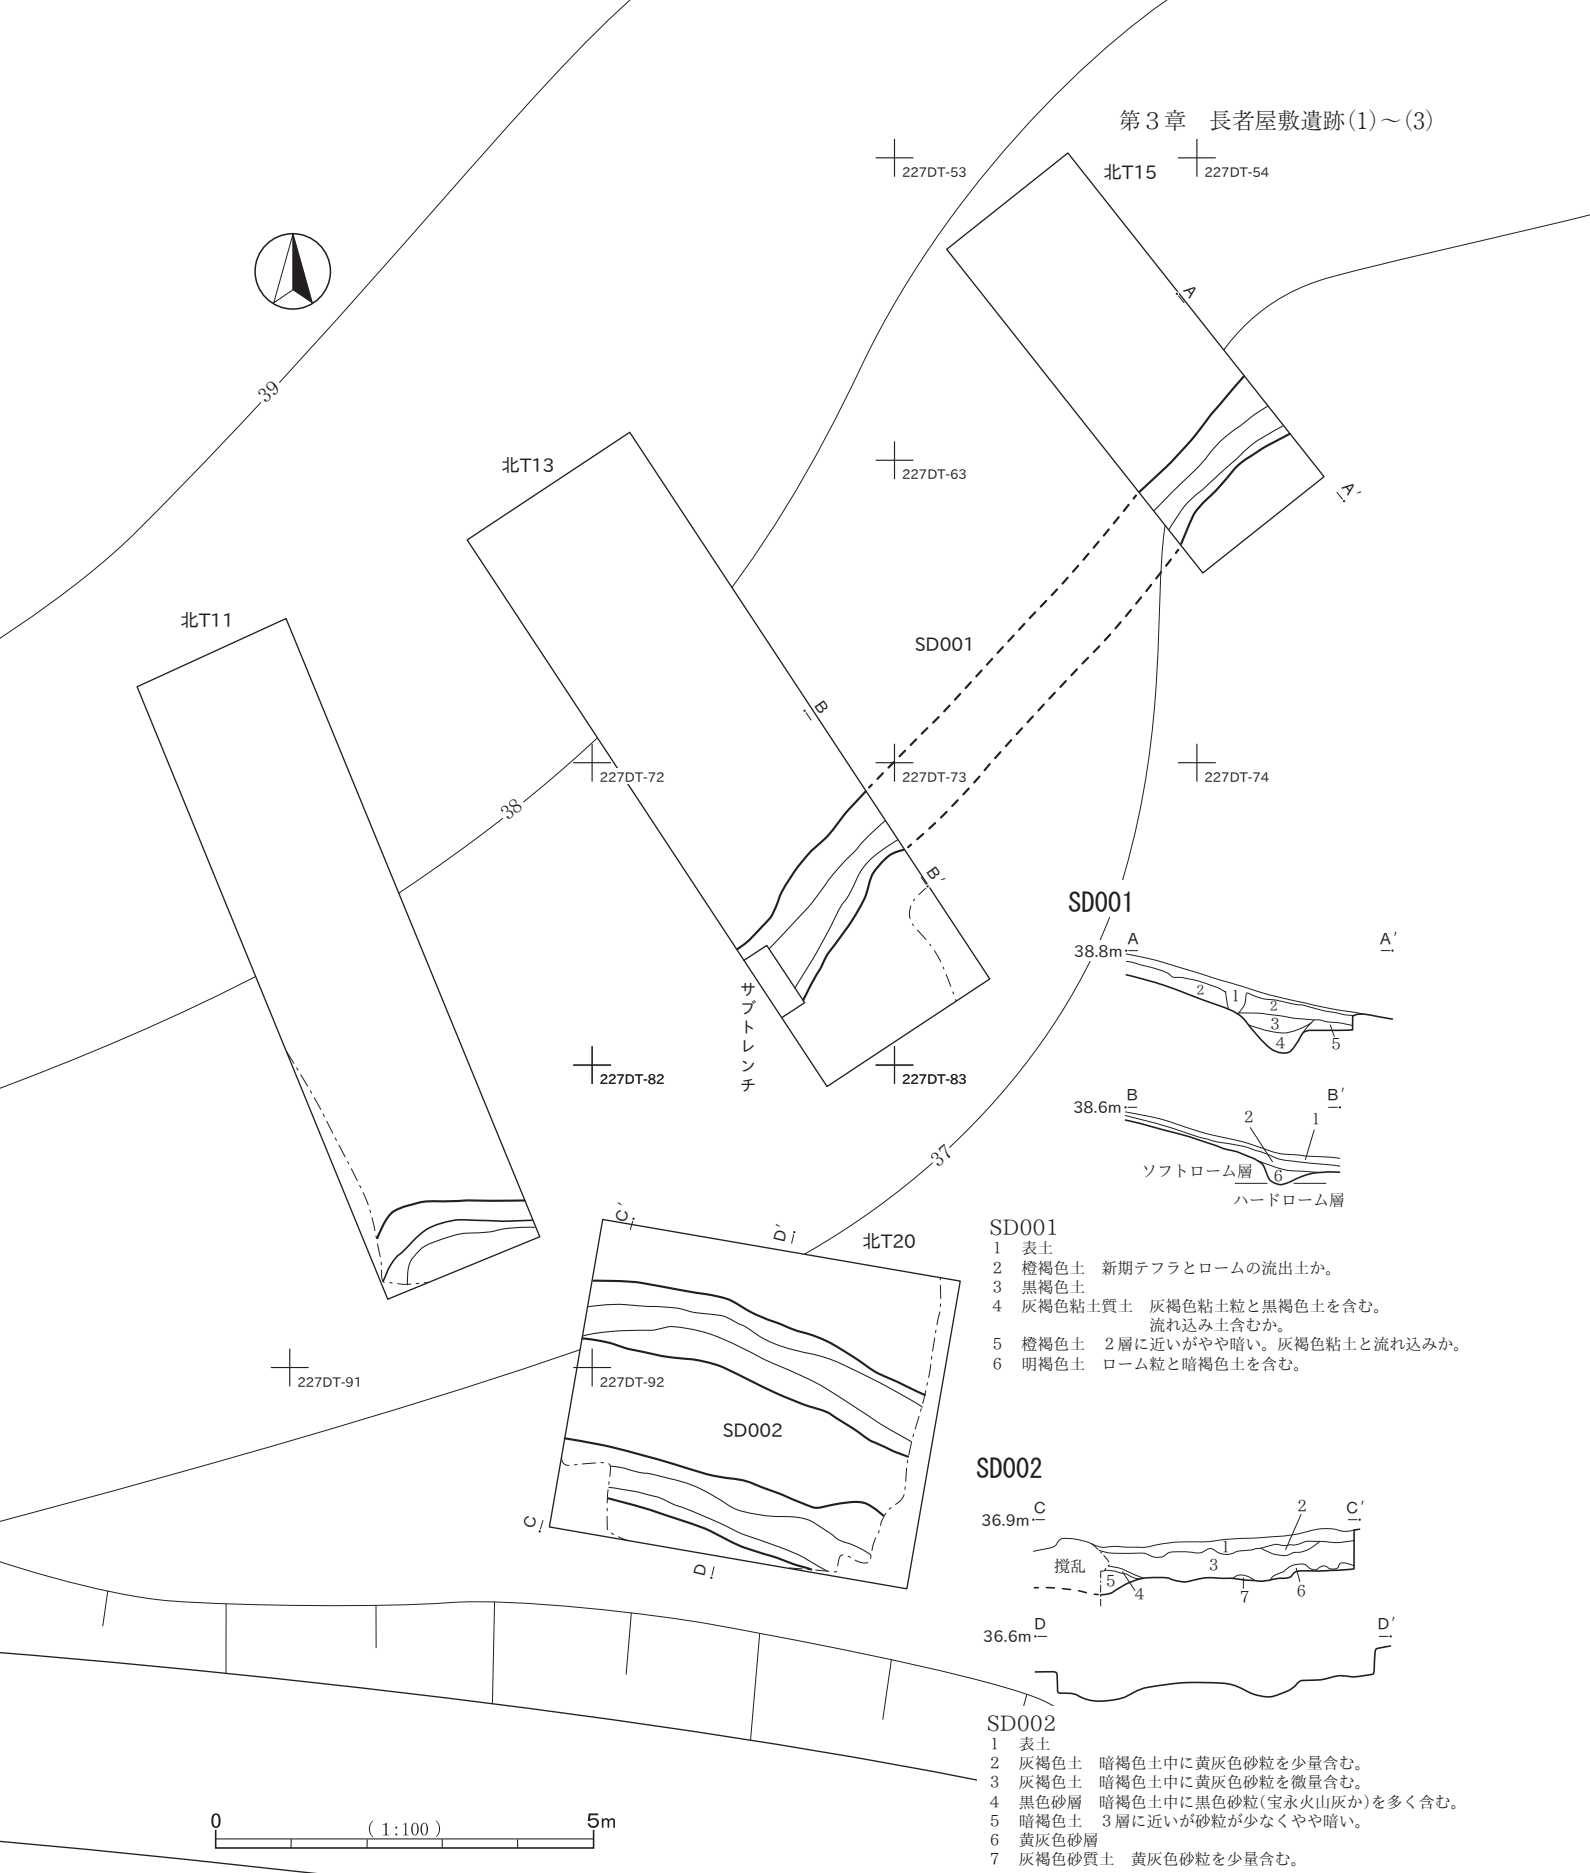 第３章　長者屋敷遺跡(1)～(3)
227DT-53
北T15
227DT-54
A
39
北T13
227DT-63
A′
北T11
SD001
B
227DT-72
227DT-73
227DT-74
38
B′
サブトレンチ
227DT-82
227DT-83
37
SD001
38.8m
A
A′
2
1
2
3
4
5
38.6m
B
B′
2
1
ソフトローム層
6
ハードローム層
C′
D′
北T20
SD001
1　表土
2　橙褐色土　新期テフラとロームの流出土か。
3　黒褐色土
4　灰褐色粘土質土　灰褐色粘土粒と黒褐色土を含む。
流れ込み土含むか。
5　橙褐色土　２層に近いがやや暗い。灰褐色粘土と流れ込みか。
6　明褐色土　ローム粒と暗褐色土を含む。
227DT-91
227DT-92
SD002
C
D
SD002
36.9m
C
C′
2
1
3
撹乱
5
4
7
6
36.6m
D
D′
SD002
1　表土
2　灰褐色土　暗褐色土中に黄灰色砂粒を少量含む。
3　灰褐色土　暗褐色土中に黄灰色砂粒を微量含む。
4　黒色砂層　暗褐色土中に黒色砂粒(宝永火山灰か)を多く含む。
5　暗褐色土　３層に近いが砂粒が少なくやや暗い。
6　黄灰色砂層
7　灰褐色砂質土　黄灰色砂粒を少量含む。
0
（1:100）
5m